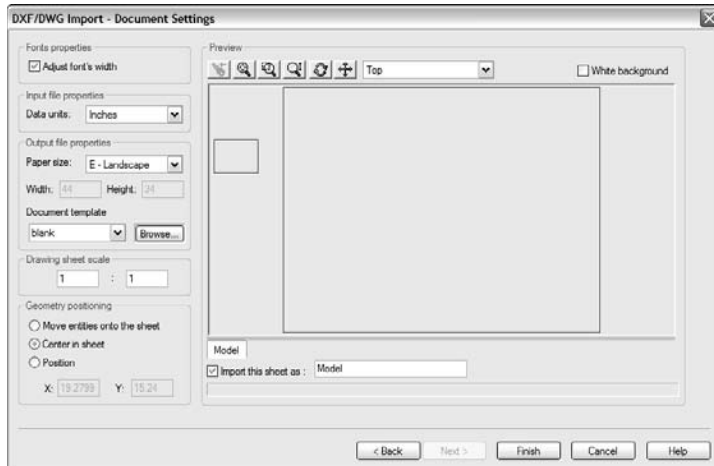 DXF/DWG Import - Document Settings
Fonts properties
Adjust font's width
Input file properties
Data units: Inches
Output file properties
Paper size: E - Landscape
Width: 44 Height: 34
Document template
blank Browse...
Drawing sheet scale
1 : 1
Geometry positioning
Move entities onto the sheet
Center in sheet
Position
X: 19.2799 Y: 15.24
Preview
Top White background
Model
Import this sheet as : Model
< Back Next > Finish Cancel Help